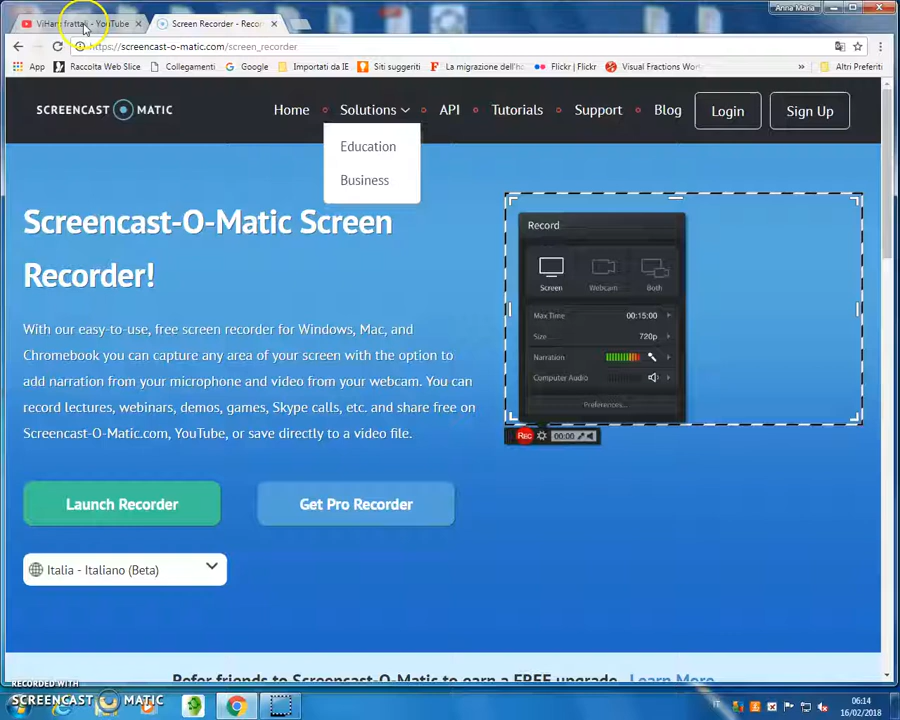 ViHart frattali - YouTube
Screen Recorder - Reco
Anna Maria
https://screencast-o-matic.com/screen_recorder
App
Raccolta Web Slice
Collegamenti
Google
Importati da IE
Siti suggeriti
La migrazione dell'ho
Flickr | Flickr
Visual Fractions Wor
»
Altri Preferiti
SCREENCAST MATIC
Home
Solutions
API
Tutorials
Support
Blog
Login
Sign Up
Education
Business
Screencast-O-Matic Screen
Recorder!
With our easy-to-use, free screen recorder for Windows, Mac, and
Chromebook you can capture any area of your screen with the option to
add narration from your microphone and video from your webcam. You can
record lectures, webinars, demos, games, Skype calls, etc. and share free on
Screencast-O-Matic.com, YouTube, or save directly to a video file.
Launch Recorder
Get Pro Recorder
Italia - Italiano (Beta)
Record
Screen
Webcam
Both
Max Time 00:15:00
Size... 720p
Narration
Computer Audio
Preferences...
Rec 00:00
Refer friends to Screencast-O-Matic to earn a FREE upgrade. Learn More
RECORDED WITH
SCREENCAST MATIC
IT
06:14
16/02/2018